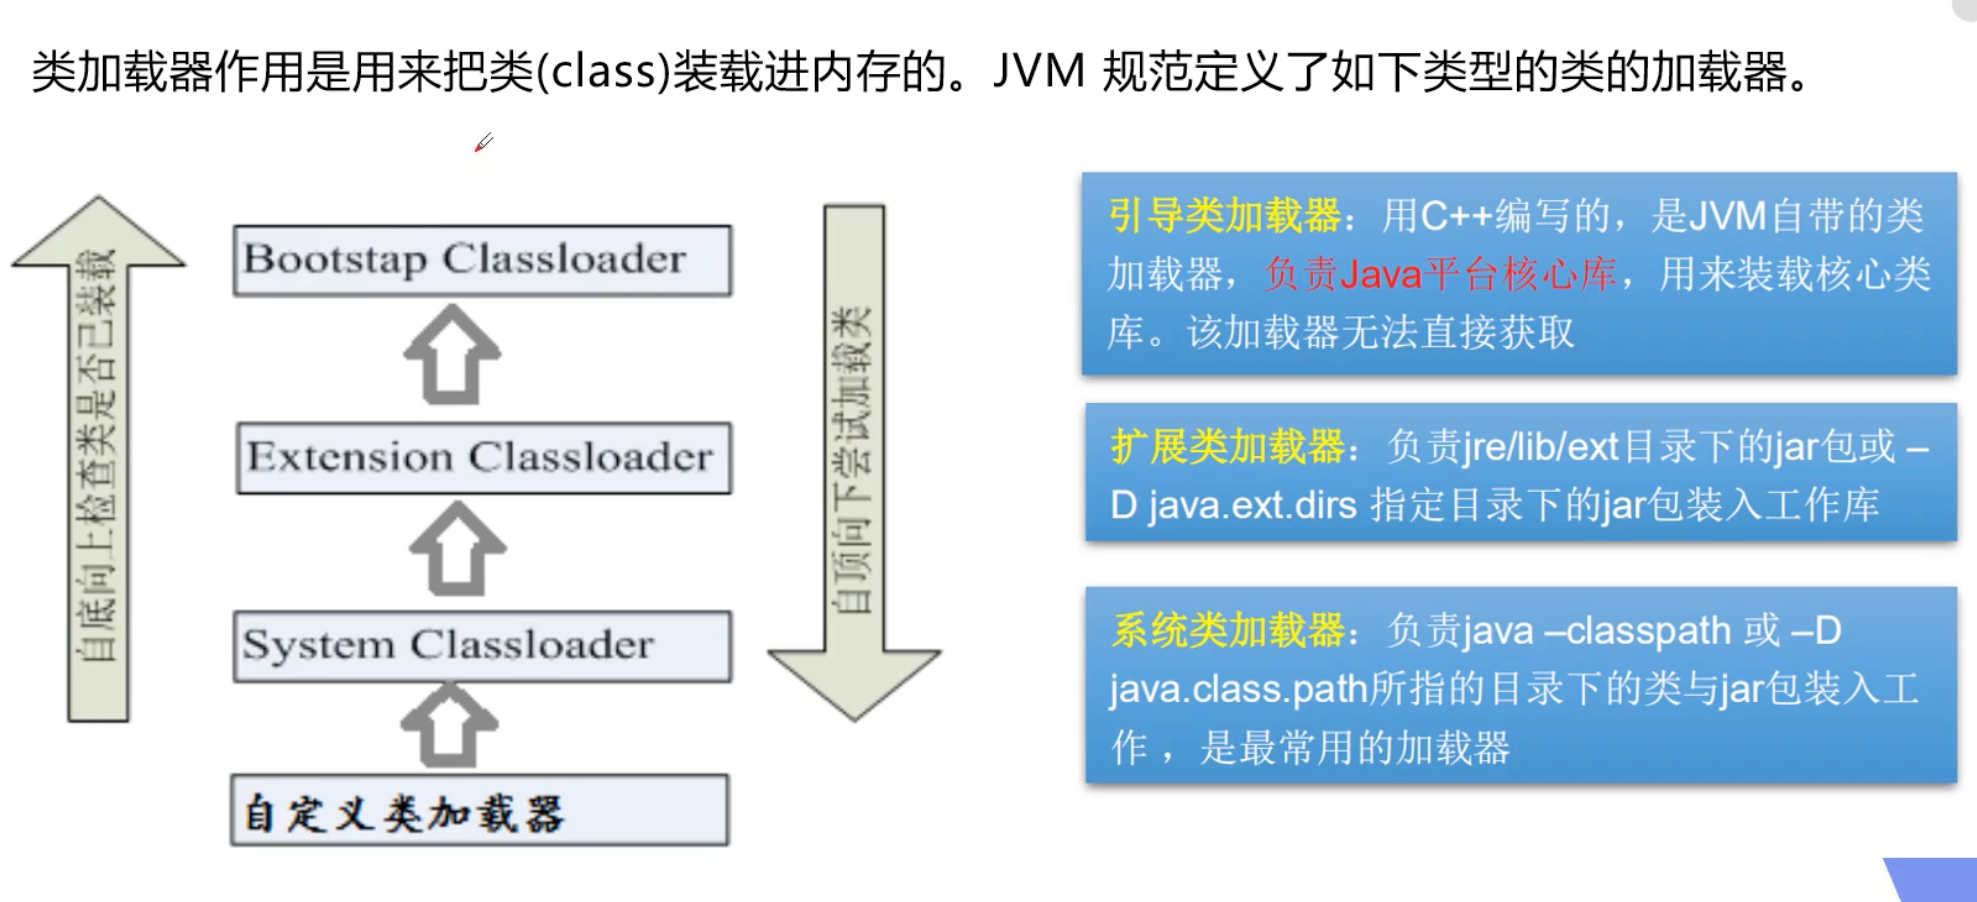 类加载器作用是用来把类(class)装载进内存的。JVM 规范定义了如下类型的类的加载器。
自底向上检查类是否已装载
Bootstap Classloader
Extension Classloader
System Classloader
自定义类加载器
自顶向下尝试加载类
引导类加载器：用C++编写的，是JVM自带的类
加载器，负责Java平台核心库，用来装载核心类
库。该加载器无法直接获取
扩展类加载器：负责jre/lib/ext目录下的jar包或 –
D java.ext.dirs 指定目录下的jar包装入工作库
系统类加载器：负责java –classpath 或 –D
java.class.path所指的目录下的类与jar包装入工
作 ，是最常用的加载器